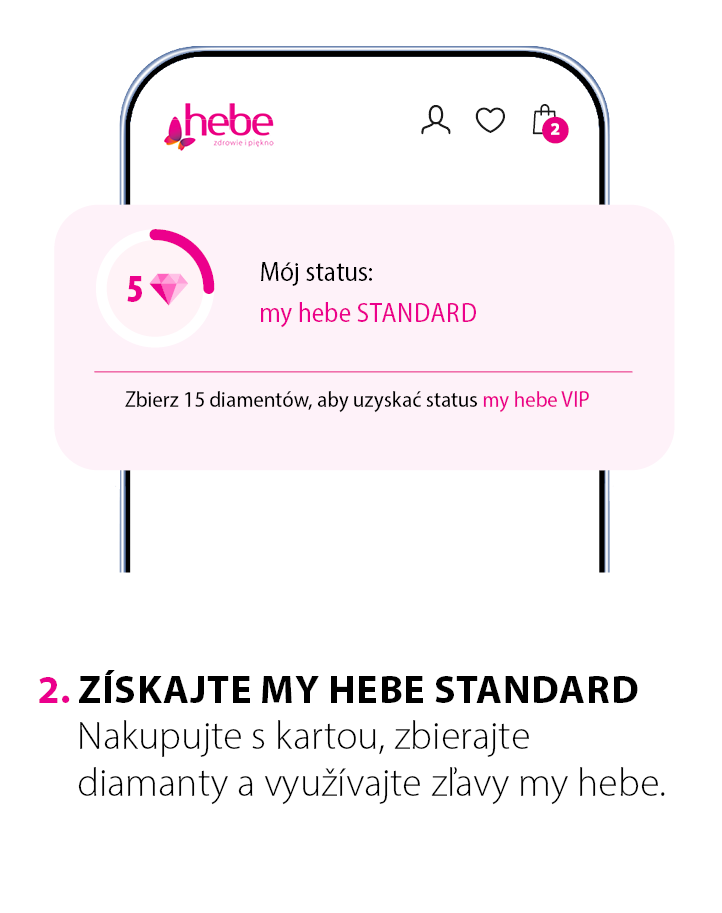 hebe
zdrowie i piękno
2
5
Mój status:
my hebe STANDARD
Zbierz 15 diamentów, aby uzyskać status my hebe VIP
2. ZÍSKAJTE MY HEBE STANDARD
Nakupujte s kartou, zbierajte
diamanty a využívajte zľavy my hebe.